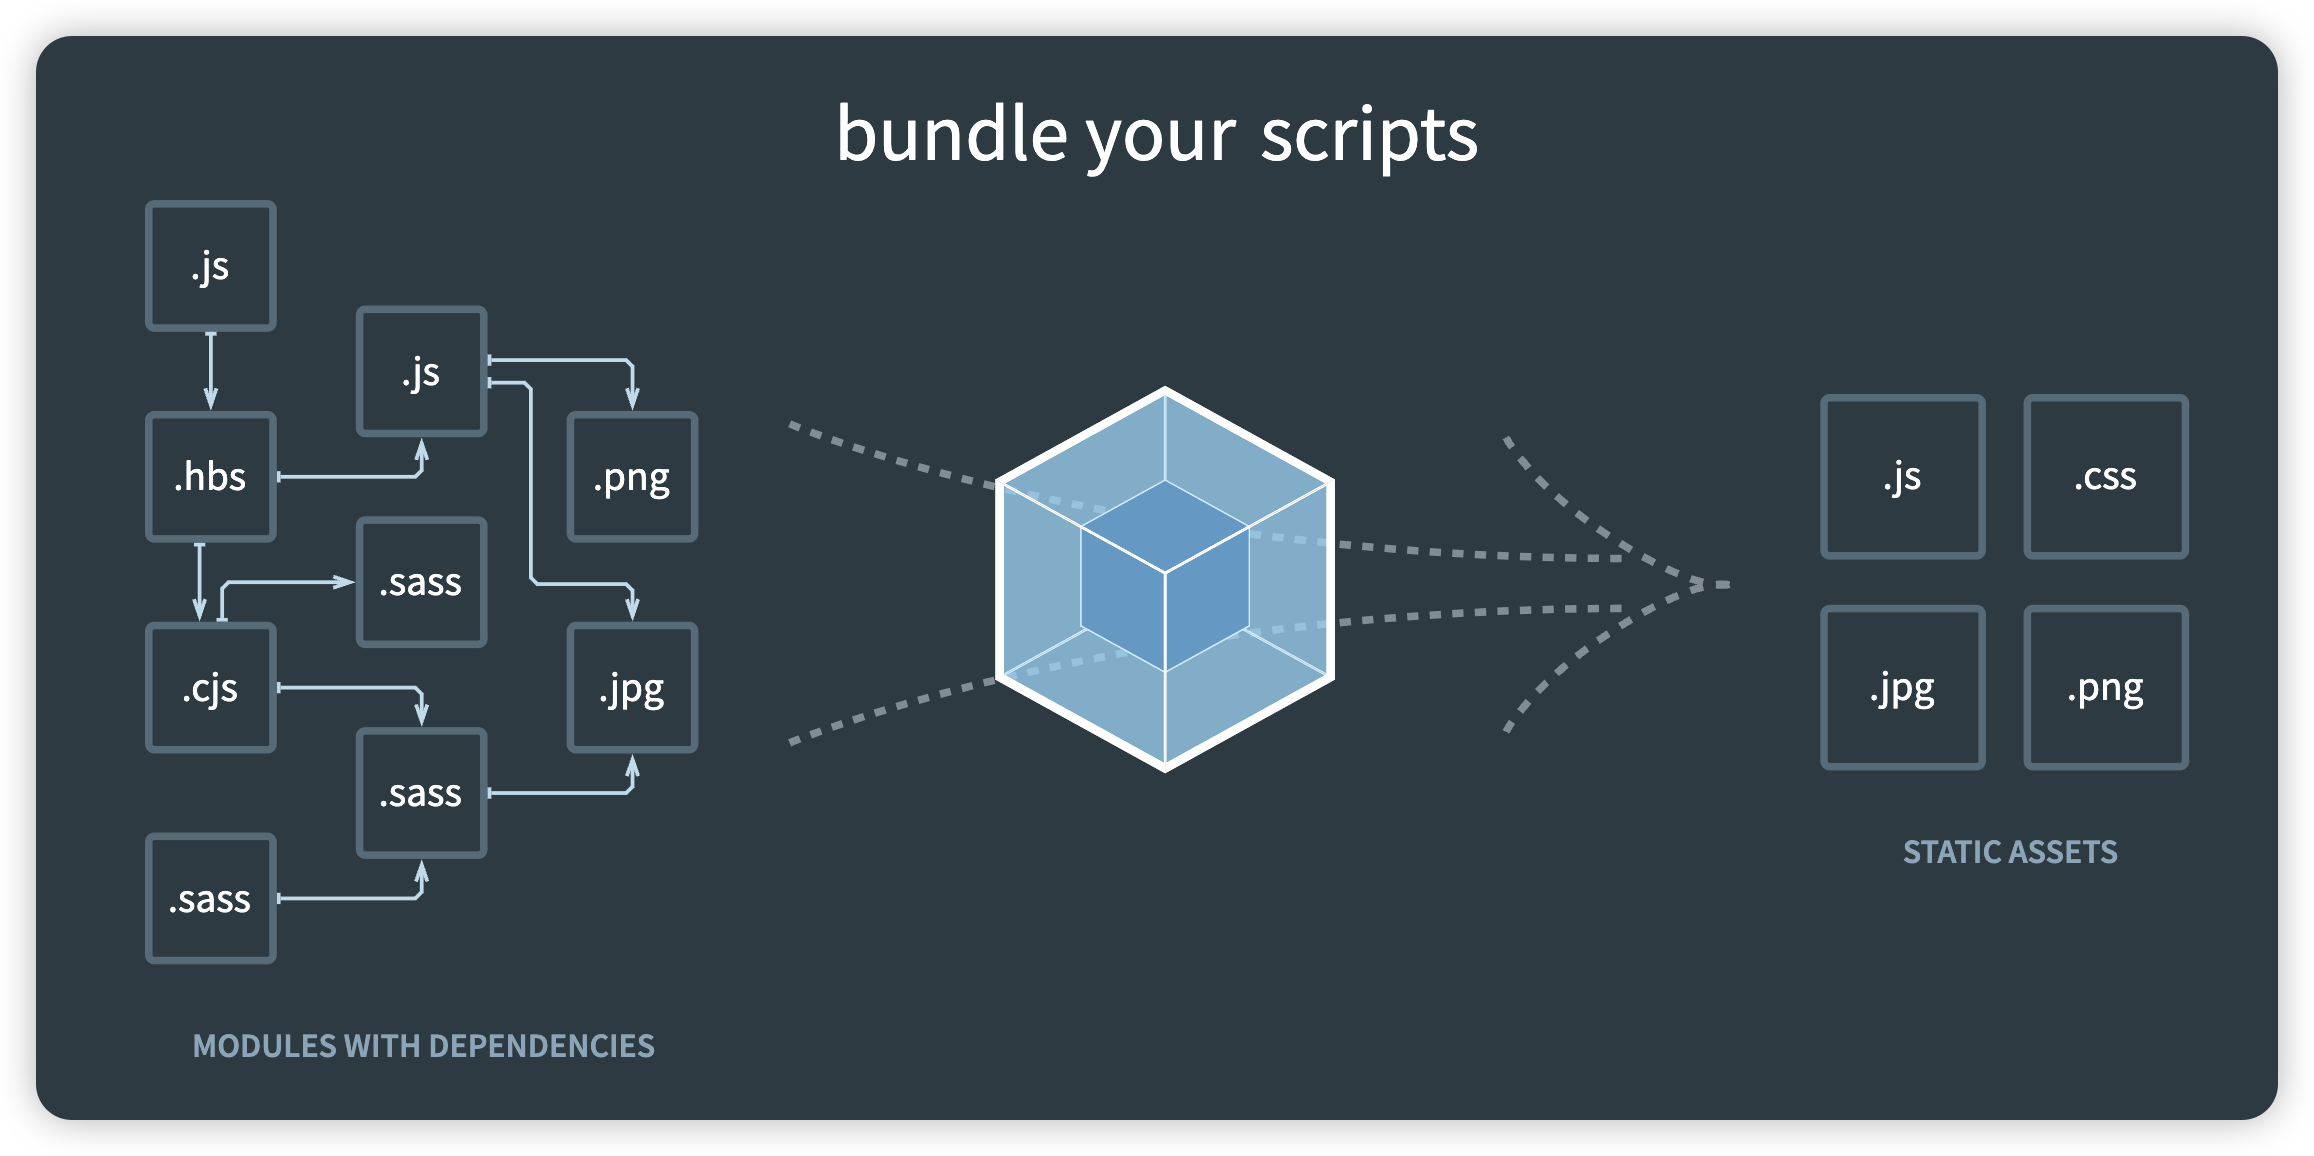 bundle your scripts
.js
.js
.hbs
.png
.sass
.cjs
.jpg
.sass
.sass
MODULES WITH DEPENDENCIES
.js
.css
.jpg
.png
STATIC ASSETS